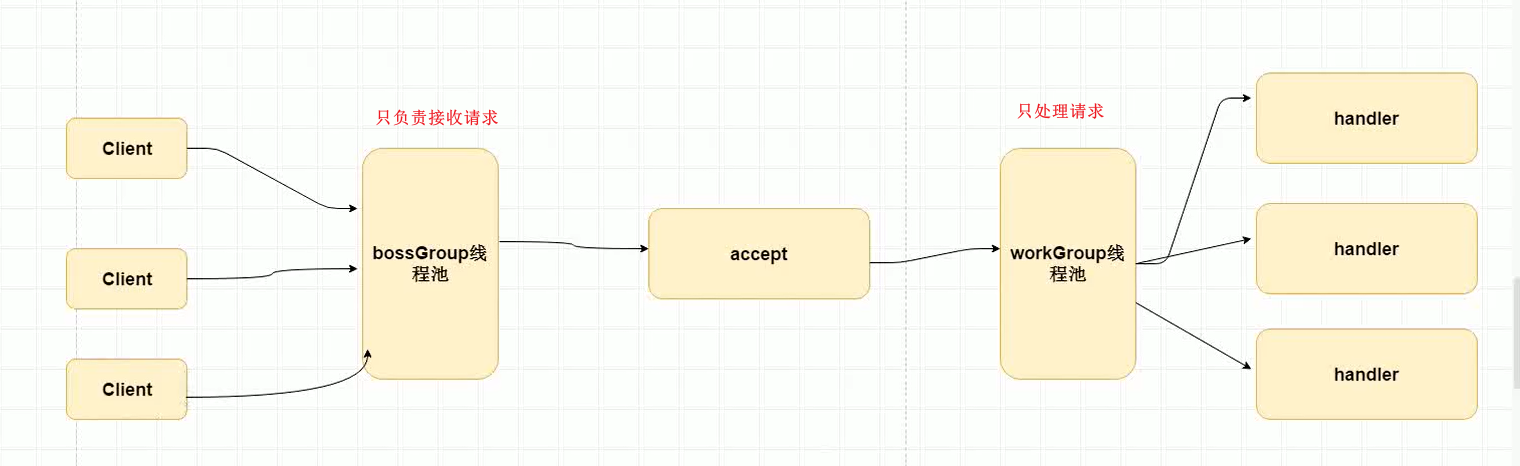 只负责接收请求
只处理请求
Client
Client
Client
bossGroup线
程池
accept
workGroup线
程池
handler
handler
handler